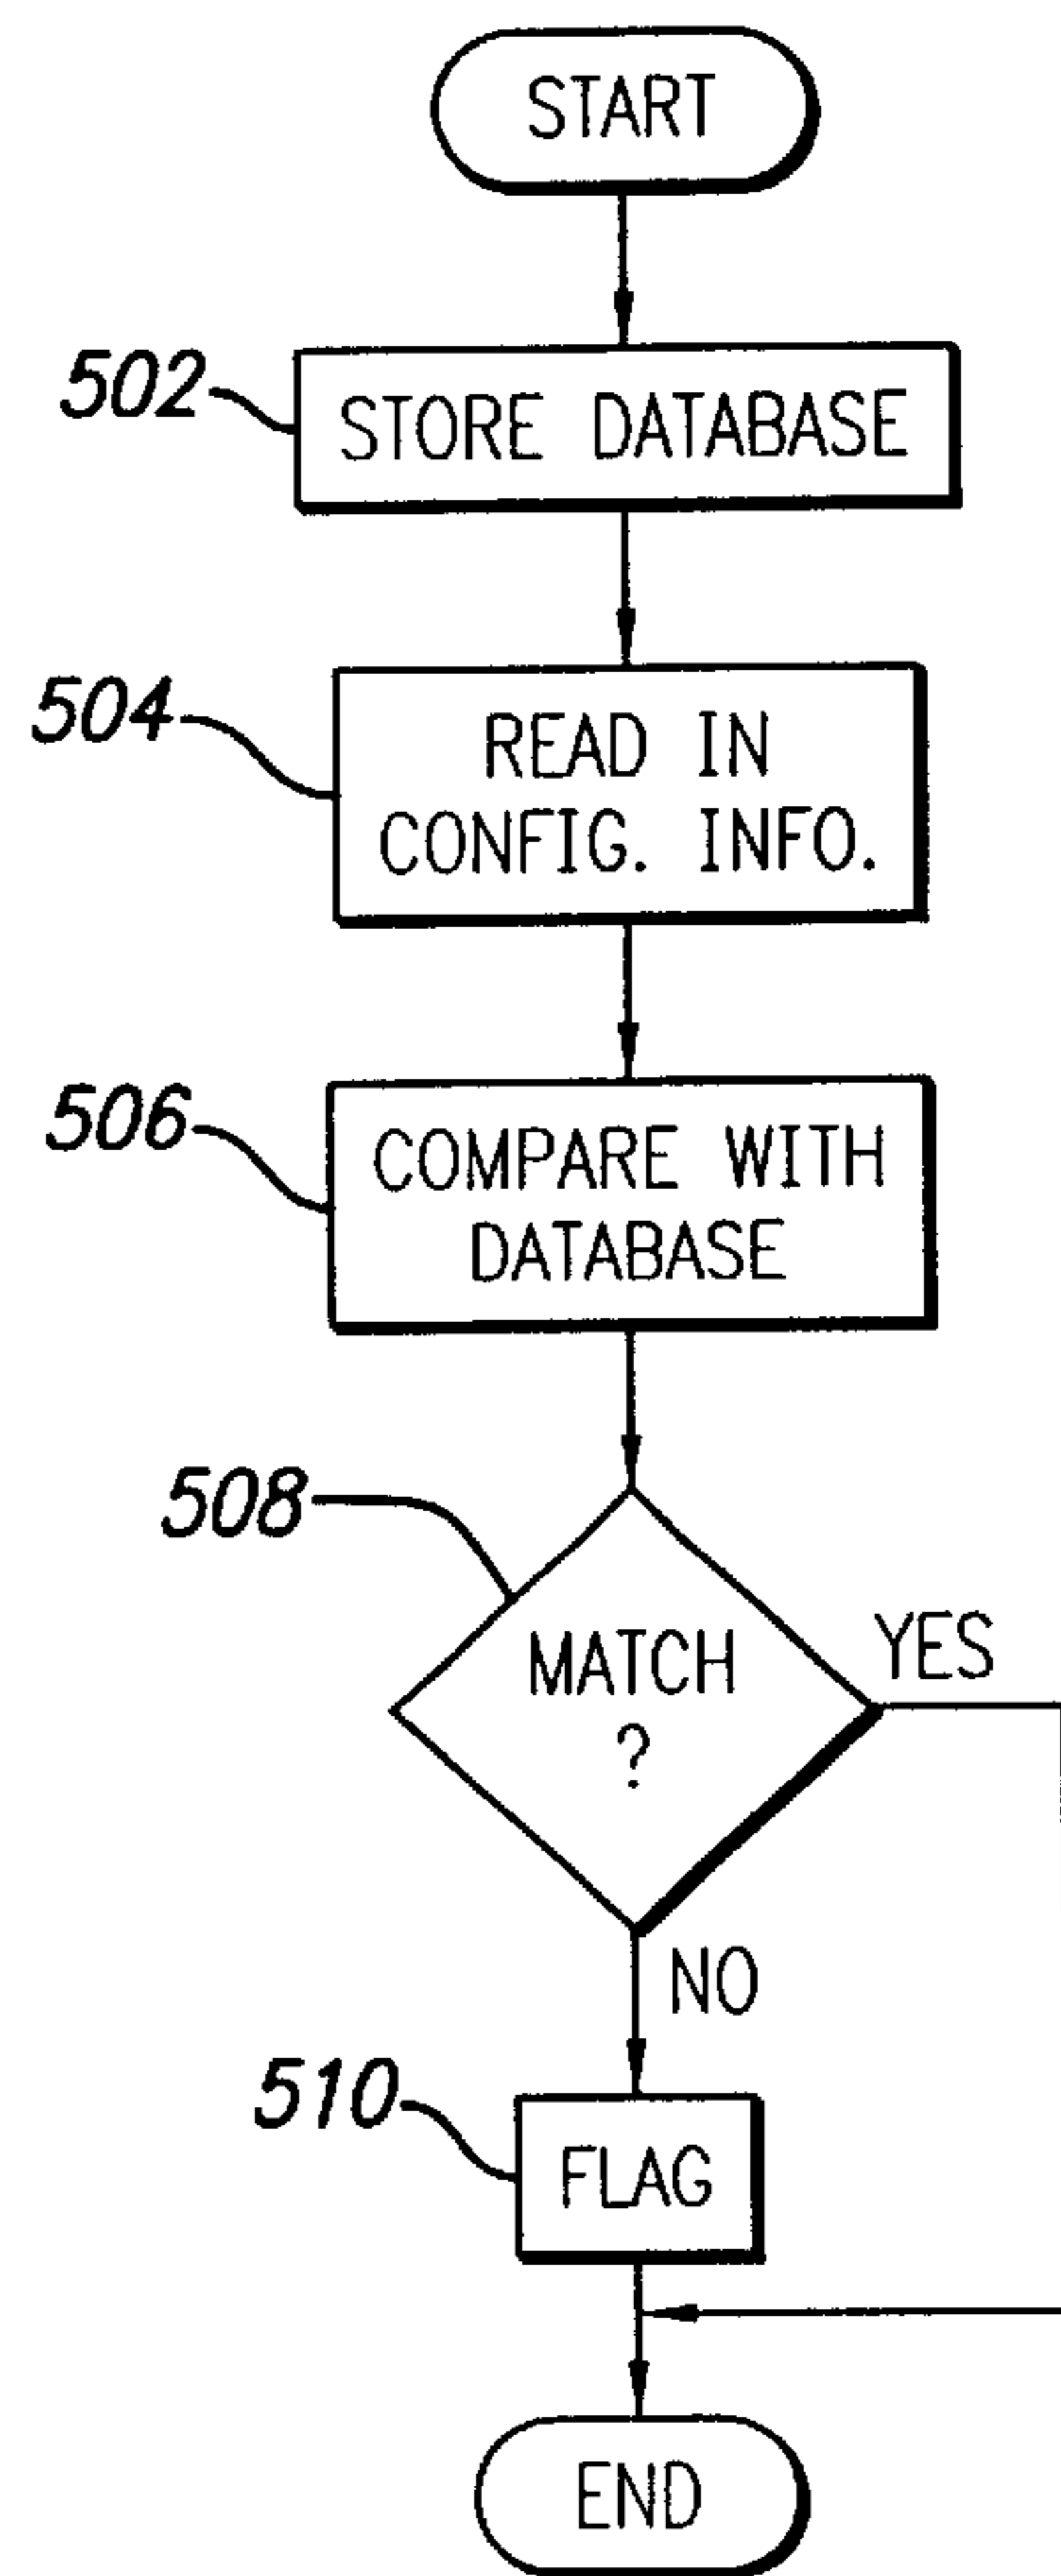 START
502
STORE DATABASE
504
READ IN
CONFIG. INFO.
506
COMPARE WITH
DATABASE
508
MATCH
?
YES
NO
510
FLAG
END